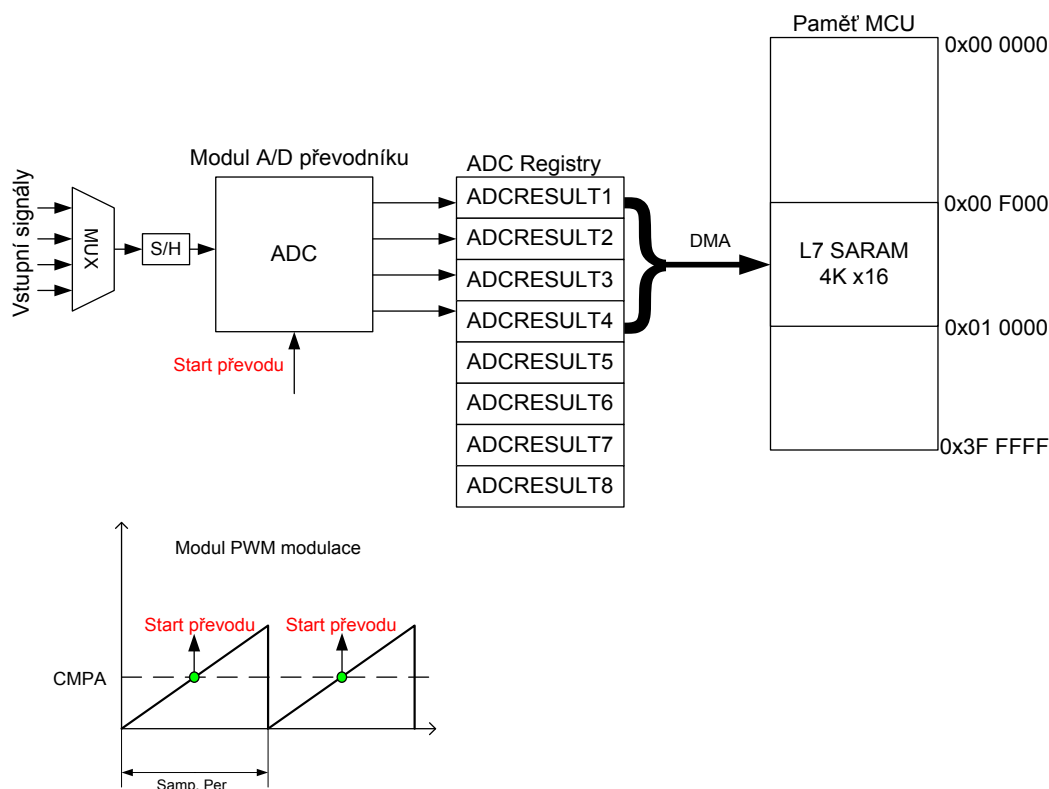 Paměť MCU
0x00 0000
Modul A/D převodníku
ADC Registry
Vstupní signály
MUX
S/H
ADC
ADCRESULT1
ADCRESULT2
ADCRESULT3
ADCRESULT4
ADCRESULT5
ADCRESULT6
ADCRESULT7
ADCRESULT8
DMA
0x00 F000
L7 SARAM
4K x16
0x01 0000
0x3F FFFF
Start převodu
Modul PWM modulace
Start převodu
Start převodu
CMPA
Samp. Per